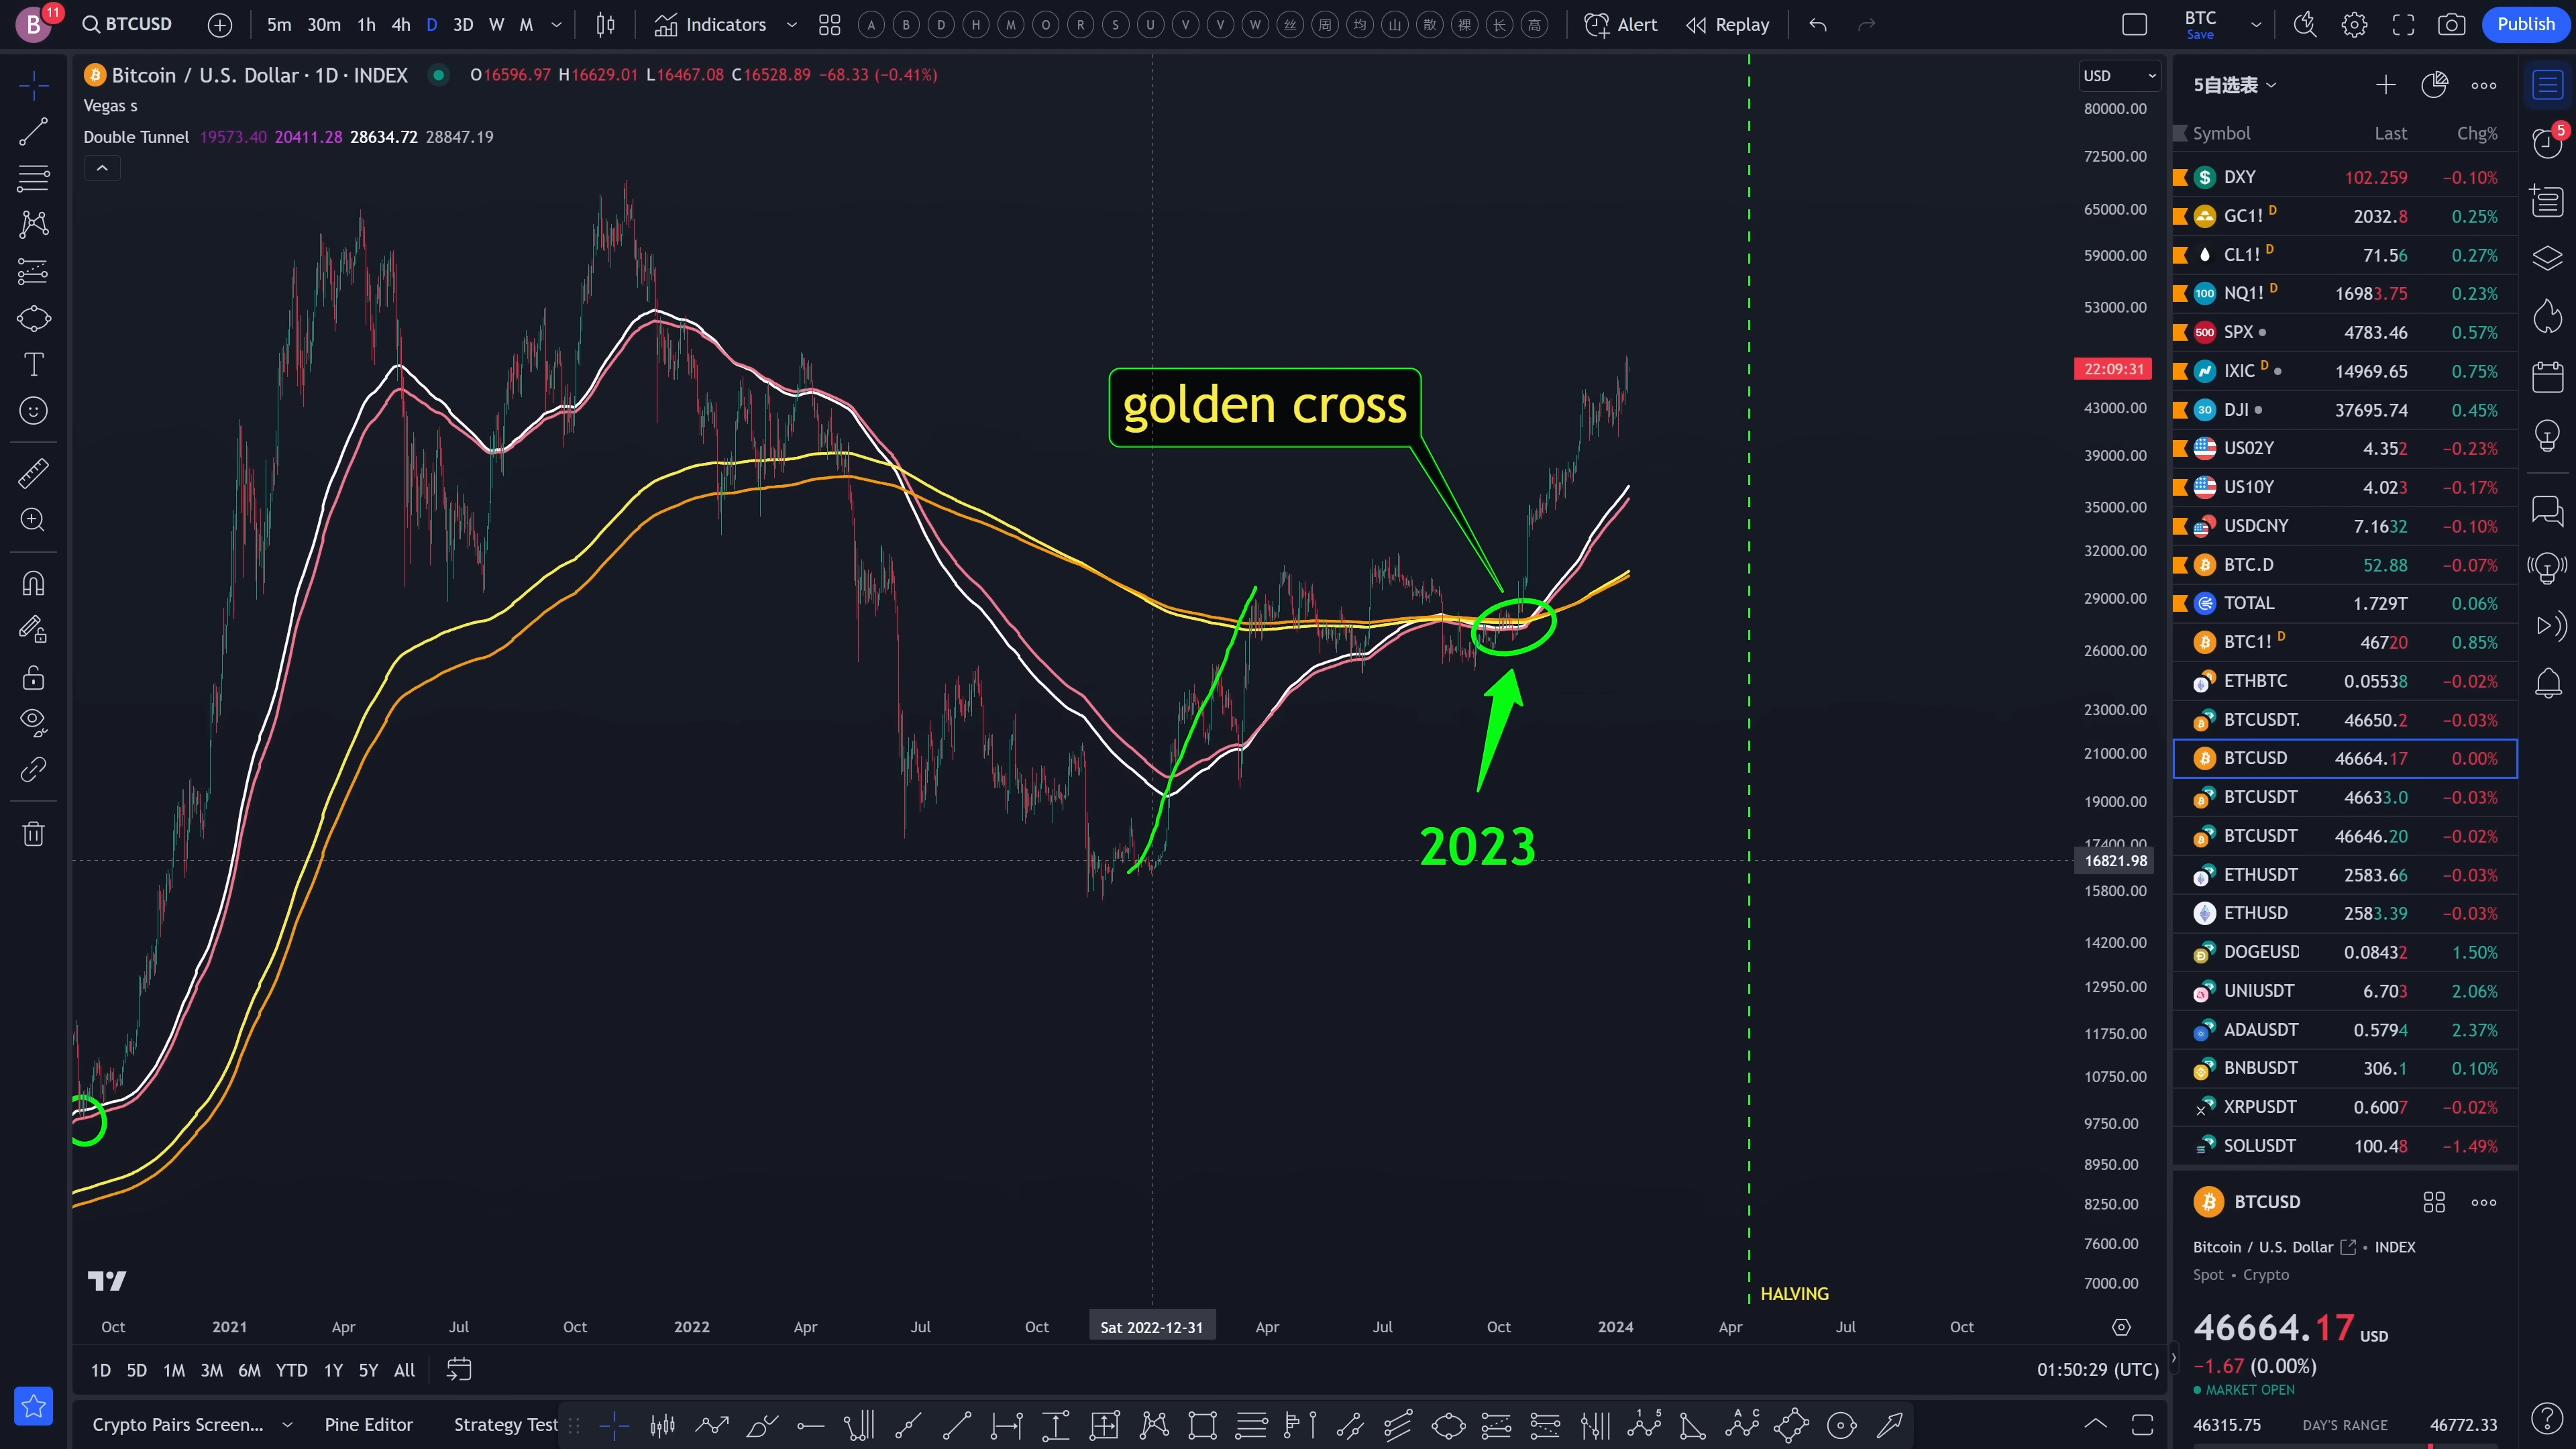 B 11 BTCUSD 5m 30m 1h 4h D 3D W M Indicators A B D H M O R S U V V W 丝 周 均 山 散 裸 长 高 Alert Replay BTC Save Publish
Bitcoin / U.S. Dollar · 1D · INDEX O16596.97 H16629.01 L16467.08 C16528.89 −68.33 (−0.41%)
Vegas s
Double Tunnel 19573.40 20411.28 28634.72 28847.19
golden cross
2023
HALVING
USD
80000.00
72500.00
65000.00
59000.00
53000.00
22:09:31
43000.00
39000.00
35000.00
32000.00
29000.00
26000.00
23000.00
21000.00
19000.00
17400.00
16821.98
15800.00
14200.00
12950.00
11750.00
10750.00
9750.00
8950.00
8250.00
7600.00
7000.00
Oct 2021 Apr Jul Oct 2022 Apr Jul Oct Sat 2022-12-31 Apr Jul Oct 2024 Apr Jul Oct
1D 5D 1M 3M 6M YTD 1Y 5Y All 01:50:29 (UTC)
Crypto Pairs Screen... Pine Editor Strategy Test
5自选表
Symbol Last Chg%
5
DXY 102.259 −0.10%
GC1! D 2032.8 0.25%
CL1! D 71.56 0.27%
100 NQ1! D 16983.75 0.23%
500 SPX 4783.46 0.57%
IXIC D 14969.65 0.75%
30 DJI 37695.74 0.45%
US02Y 4.352 −0.23%
US10Y 4.023 −0.17%
USDCNY 7.1632 −0.10%
BTC.D 52.88 −0.07%
TOTAL 1.729T 0.06%
BTC1! D 46720 0.85%
ETHBTC 0.05538 −0.02%
BTCUSDT. 46650.2 −0.03%
BTCUSD 46664.17 0.00%
BTCUSDT 46633.0 −0.03%
BTCUSDT 46646.20 −0.02%
ETHUSDT 2583.66 −0.03%
ETHUSD 2583.39 −0.03%
DOGEUSD 0.08432 1.50%
UNIUSDT 6.703 2.06%
ADAUSDT 0.5794 2.37%
BNBUSDT 306.1 0.10%
XRPUSDT 0.6007 −0.02%
SOLUSDT 100.48 −1.49%
BTCUSD
Bitcoin / U.S. Dollar • INDEX
Spot • Crypto
46664.17 USD
−1.67 (0.00%)
MARKET OPEN
46315.75 DAY'S RANGE 46772.33